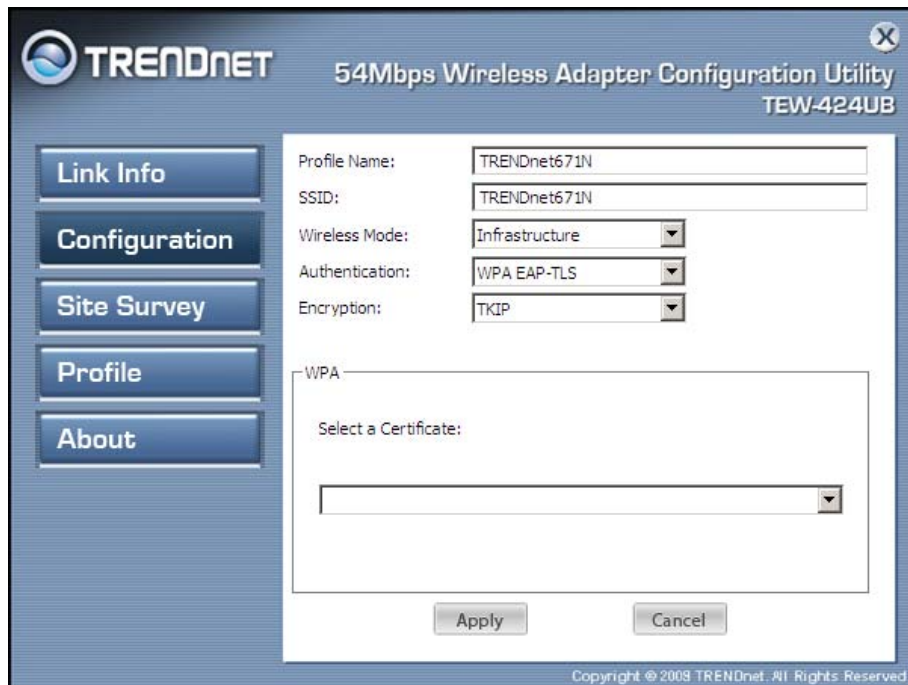 TRENDNET
54Mbps Wireless Adapter Configuration Utility
TEW-424UB
Link Info
Configuration
Site Survey
Profile
About
Profile Name: TRENDnet671N
SSID: TRENDnet671N
Wireless Mode: Infrastructure
Authentication: WPA EAP-TLS
Encryption: TKIP
WPA
Select a Certificate:
Apply Cancel
Copyright © 2009 TRENDnet. All Rights Reserved